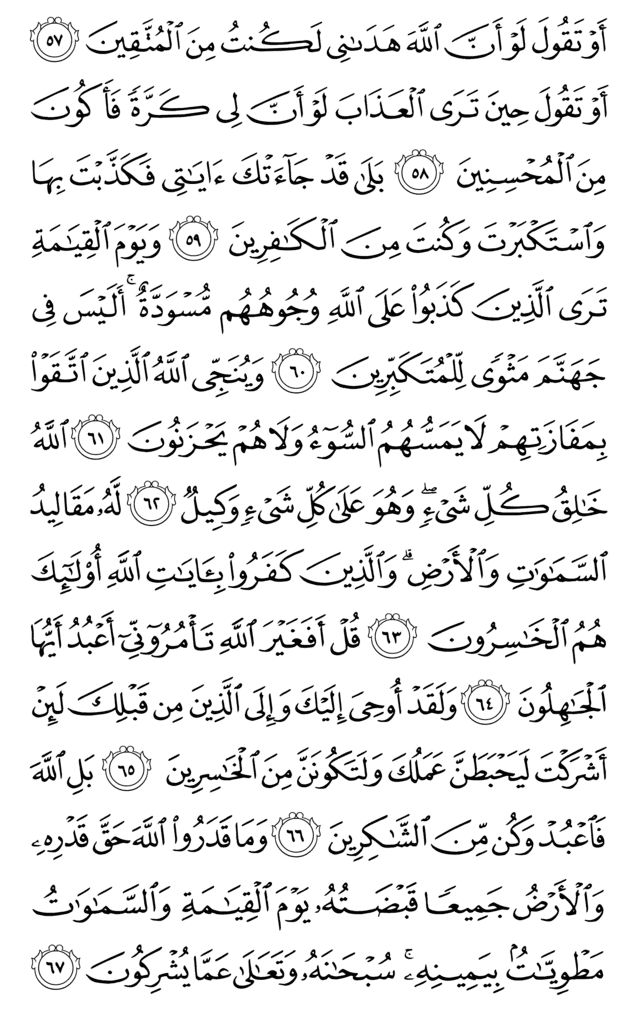 أَوۡ تَقُولَ لَوۡ أَنَّ ٱللَّهَ هَدَىٰنِي لَكُنتُ مِنَ ٱلۡمُتَّقِينَ ٥٧
أَوۡ تَقُولَ حِينَ تَرَى ٱلۡعَذَابَ لَوۡ أَنَّ لِي كَرَّةٗ فَأَكُونَ
مِنَ ٱلۡمُحۡسِنِينَ ٥٨ بَلَىٰ قَدۡ جَآءَتۡكَ ءَايَٰتِي فَكَذَّبۡتَ بِهَا
وَٱسۡتَكۡبَرۡتَ وَكُنتَ مِنَ ٱلۡكَٰفِرِينَ ٥٩ وَيَوۡمَ ٱلۡقِيَٰمَةِ
تَرَى ٱلَّذِينَ كَذَبُواْ عَلَى ٱللَّهِ وُجُوهُهُم مُّسۡوَدَّةٌۚ أَلَيۡسَ فِي
جَهَنَّمَ مَثۡوٗى لِّلۡمُتَكَبِّرِينَ ٦٠ وَيُنَجِّي ٱللَّهُ ٱلَّذِينَ ٱتَّقَوۡاْ
بِمَفَازَتِهِمۡ لَا يَمَسُّهُمُ ٱلسُّوٓءُ وَلَا هُمۡ يَحۡزَنُونَ ٦١ ٱللَّهُ
خَٰلِقُ كُلِّ شَيۡءٖۖ وَهُوَ عَلَىٰ كُلِّ شَيۡءٖ وَكِيلٞ ٦٢ لَّهُۥ مَقَالِيدُ
ٱلسَّمَٰوَٰتِ وَٱلۡأَرۡضِۗ وَٱلَّذِينَ كَفَرُواْ بِـَٔايَٰتِ ٱللَّهِ أُوْلَٰٓئِكَ
هُمُ ٱلۡخَٰسِرُونَ ٦٣ قُلۡ أَفَغَيۡرَ ٱللَّهِ تَأۡمُرُوٓنِّيٓ أَعۡبُدُ أَيُّهَا
ٱلۡجَٰهِلُونَ ٦٤ وَلَقَدۡ أُوحِيَ إِلَيۡكَ وَإِلَى ٱلَّذِينَ مِن قَبۡلِكَ لَئِنۡ
أَشۡرَكۡتَ لَيَحۡبَطَنَّ عَمَلُكَ وَلَتَكُونَنَّ مِنَ ٱلۡخَٰسِرِينَ ٦٥ بَلِ ٱللَّهَ
فَٱعۡبُدۡ وَكُن مِّنَ ٱلشَّٰكِرِينَ ٦٦ وَمَا قَدَرُواْ ٱللَّهَ حَقَّ قَدۡرِهِۦ
وَٱلۡأَرۡضُ جَمِيعٗا قَبۡضَتُهُۥ يَوۡمَ ٱلۡقِيَٰمَةِ وَٱلسَّمَٰوَٰتُ
مَطۡوِيَّٰتُۢ بِيَمِينِهِۦۚ سُبۡحَٰنَهُۥ وَتَعَٰلَىٰ عَمَّا يُشۡرِكُونَ ٦٧